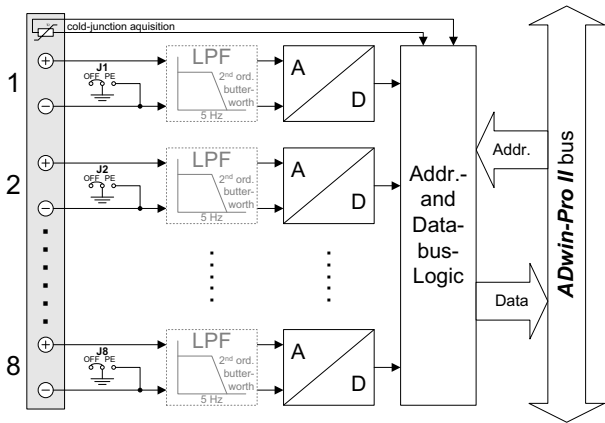 ϑ
cold-junction aquisition
1
+
−
J1
OFF PE
LPF
2nd ord.
butter-
worth
5 Hz
A
D
2
+
−
J2
OFF PE
LPF
2nd ord.
butter-
worth
5 Hz
A
D
8
+
−
J8
OFF PE
LPF
2nd ord.
butter-
worth
5 Hz
A
D
Addr.-
and
Data-
bus-
Logic
Addr.
Data
ADwin-Pro II bus